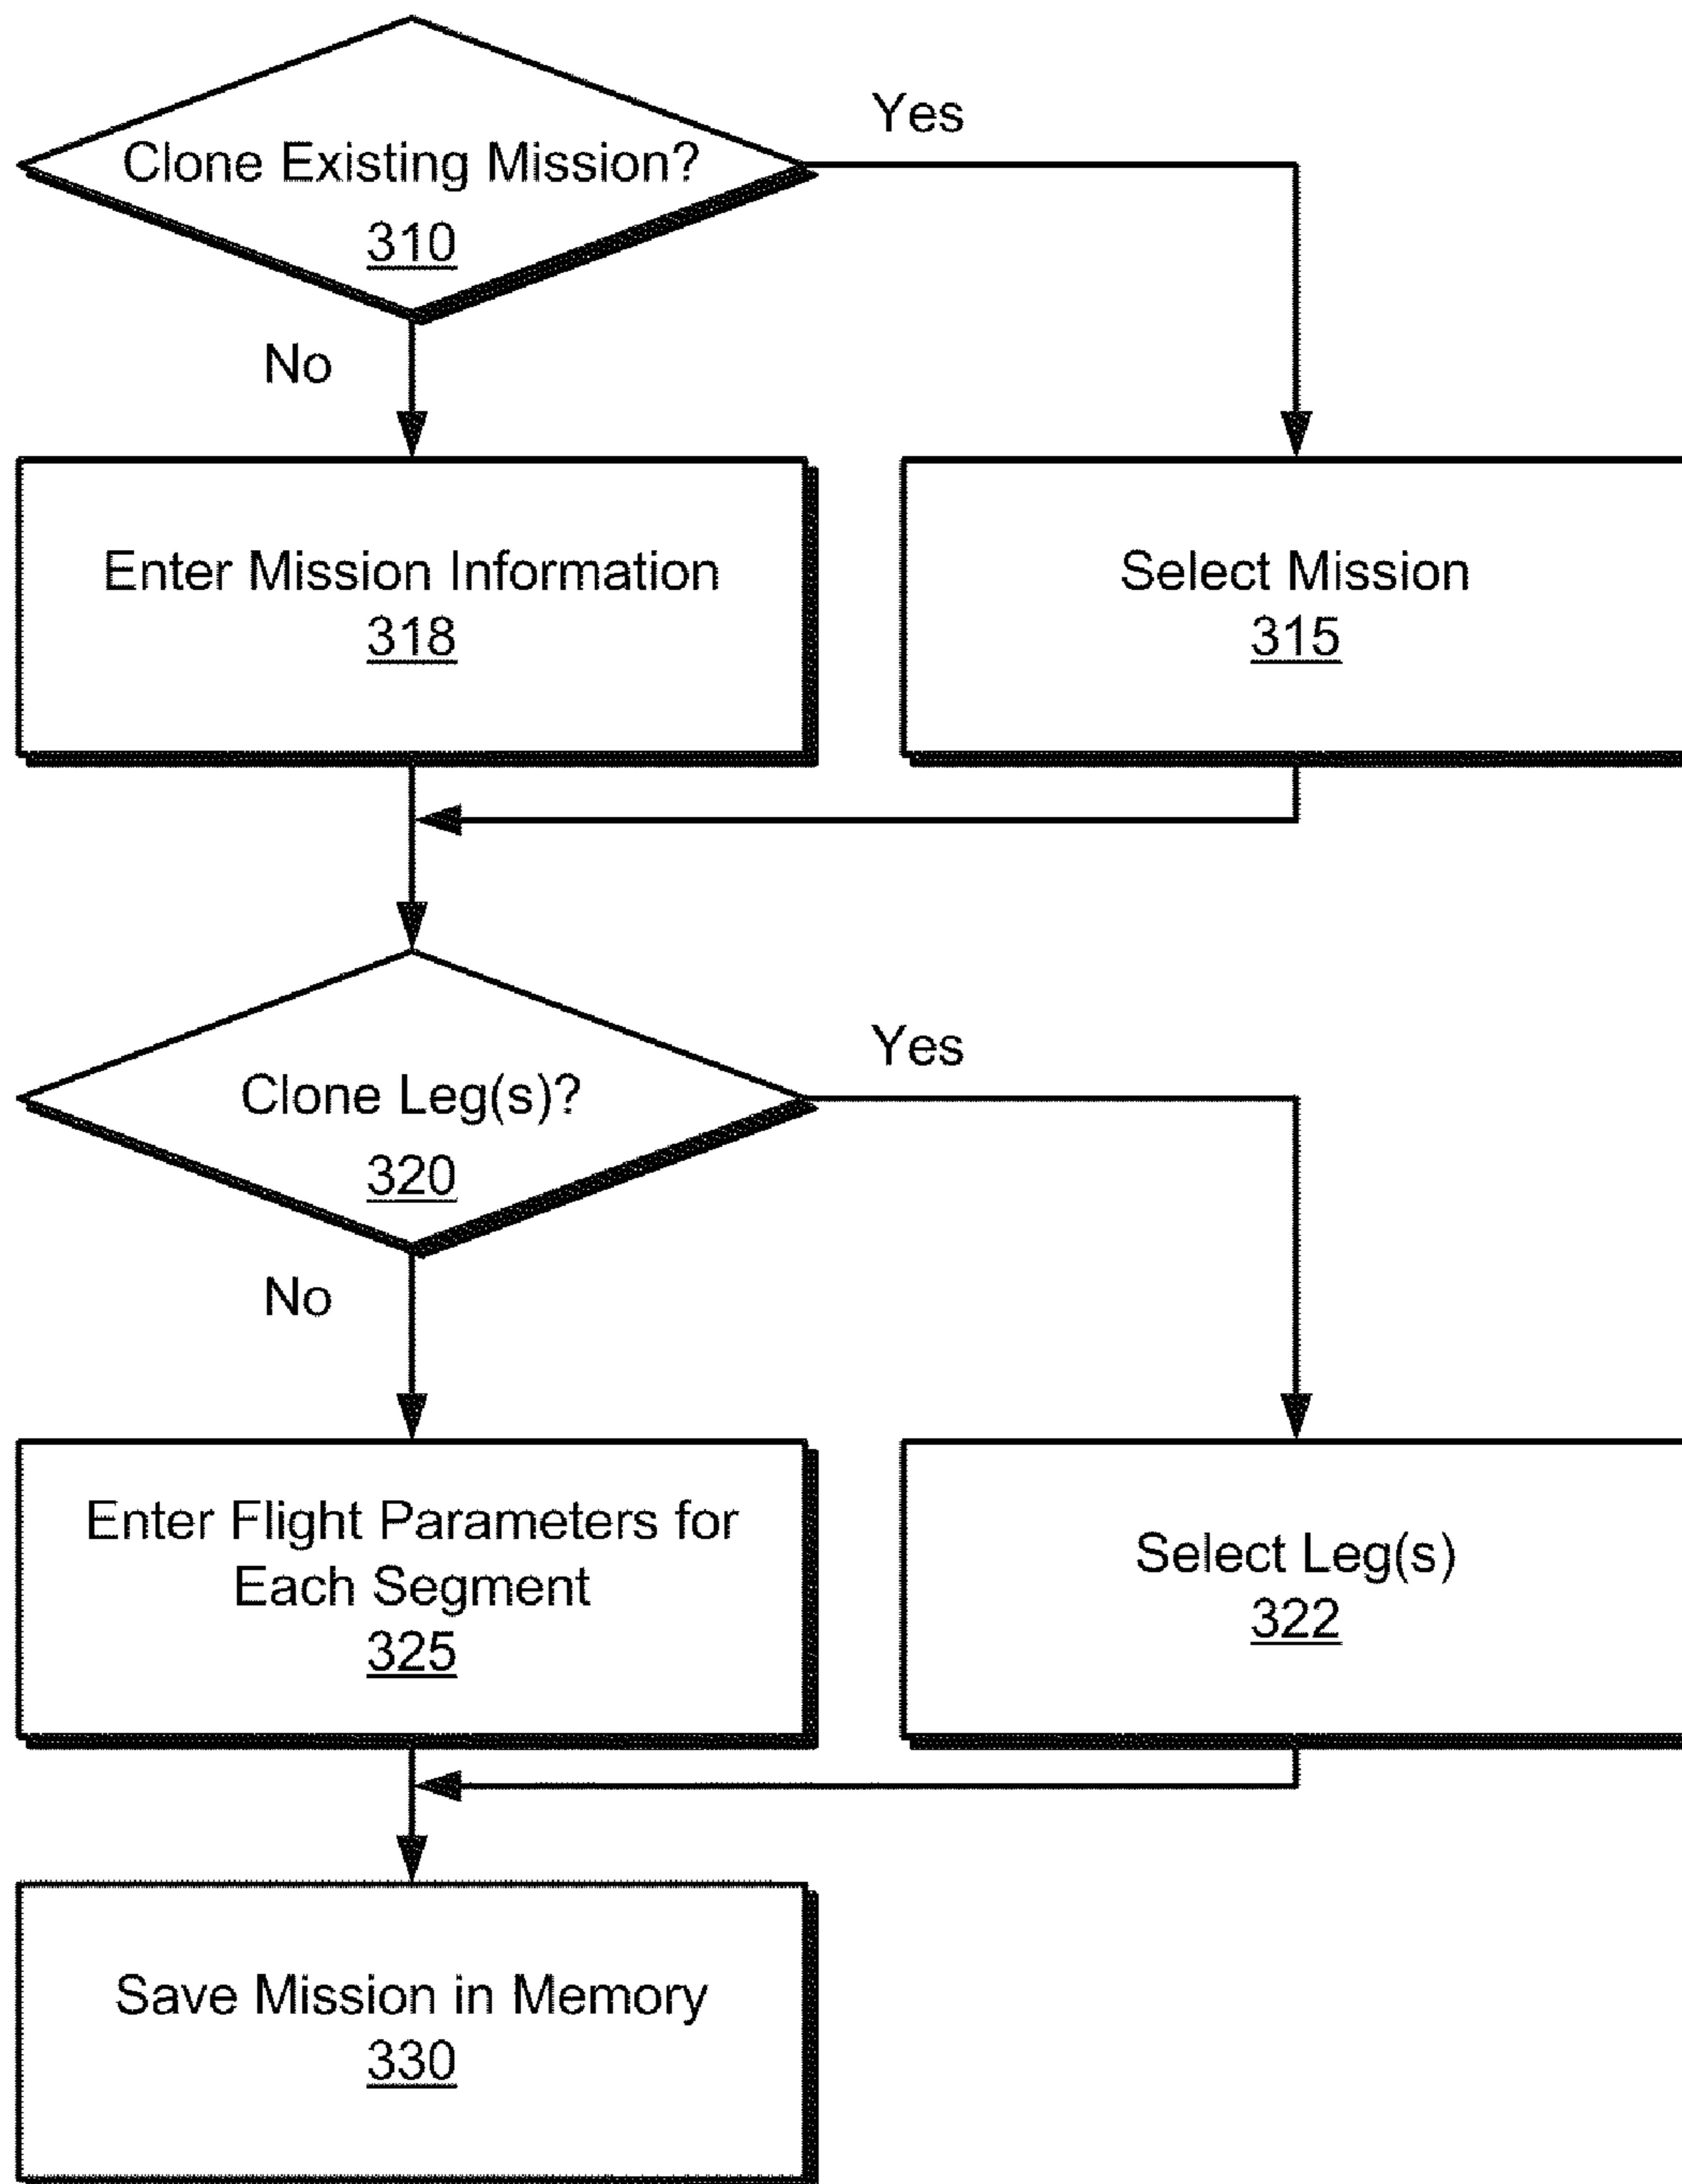 Clone Existing Mission?
310
Yes
No
Enter Mission Information
318
Select Mission
315
Clone Leg(s)?
320
Yes
No
Enter Flight Parameters for
Each Segment
325
Select Leg(s)
322
Save Mission in Memory
330